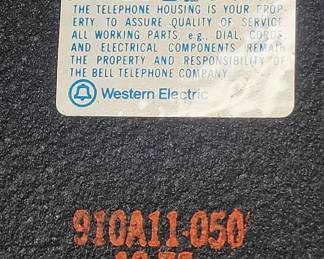 THE TELEPHONE HOUSING IS YOUR PROP-
ERTY. TO ASSURE QUALITY OF SERVICE
ALL WORKING PARTS, e.g., DIAL, CORDS
AND ELECTRICAL COMPONENTS REMAIN
THE PROPERTY AND RESPONSIBILITY OF
THE BELL TELEPHONE COMPANY
Western Electric
910A11-050